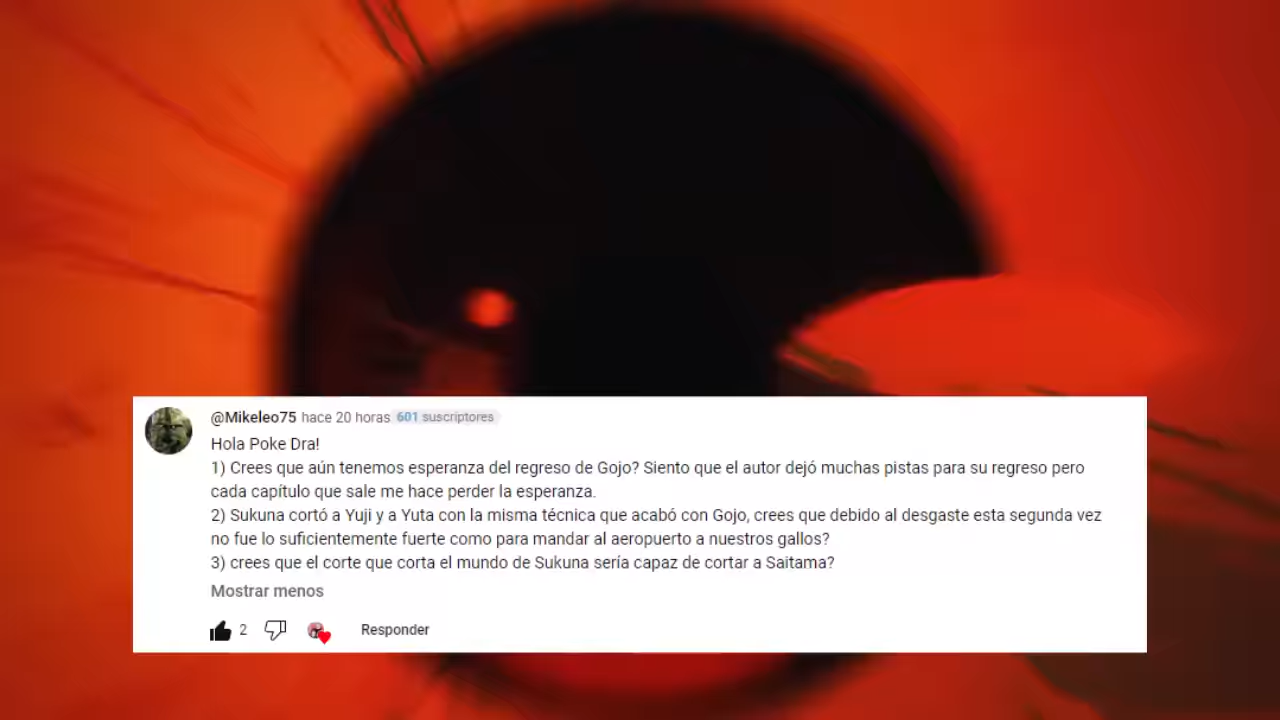 @Mikeleo75 hace 20 horas 601 suscriptores
Hola Poke Dra!
1) Crees que aún tenemos esperanza del regreso de Gojo? Siento que el autor dejó muchas pistas para su regreso pero
cada capítulo que sale me hace perder la esperanza.
2) Sukuna cortó a Yuji y a Yuta con la misma técnica que acabó con Gojo, crees que debido al desgaste esta segunda vez
no fue lo suficientemente fuerte como para mandar al aeropuerto a nuestros gallos?
3) crees que el corte que corta el mundo de Sukuna sería capaz de cortar a Saitama?
Mostrar menos
2 Responder